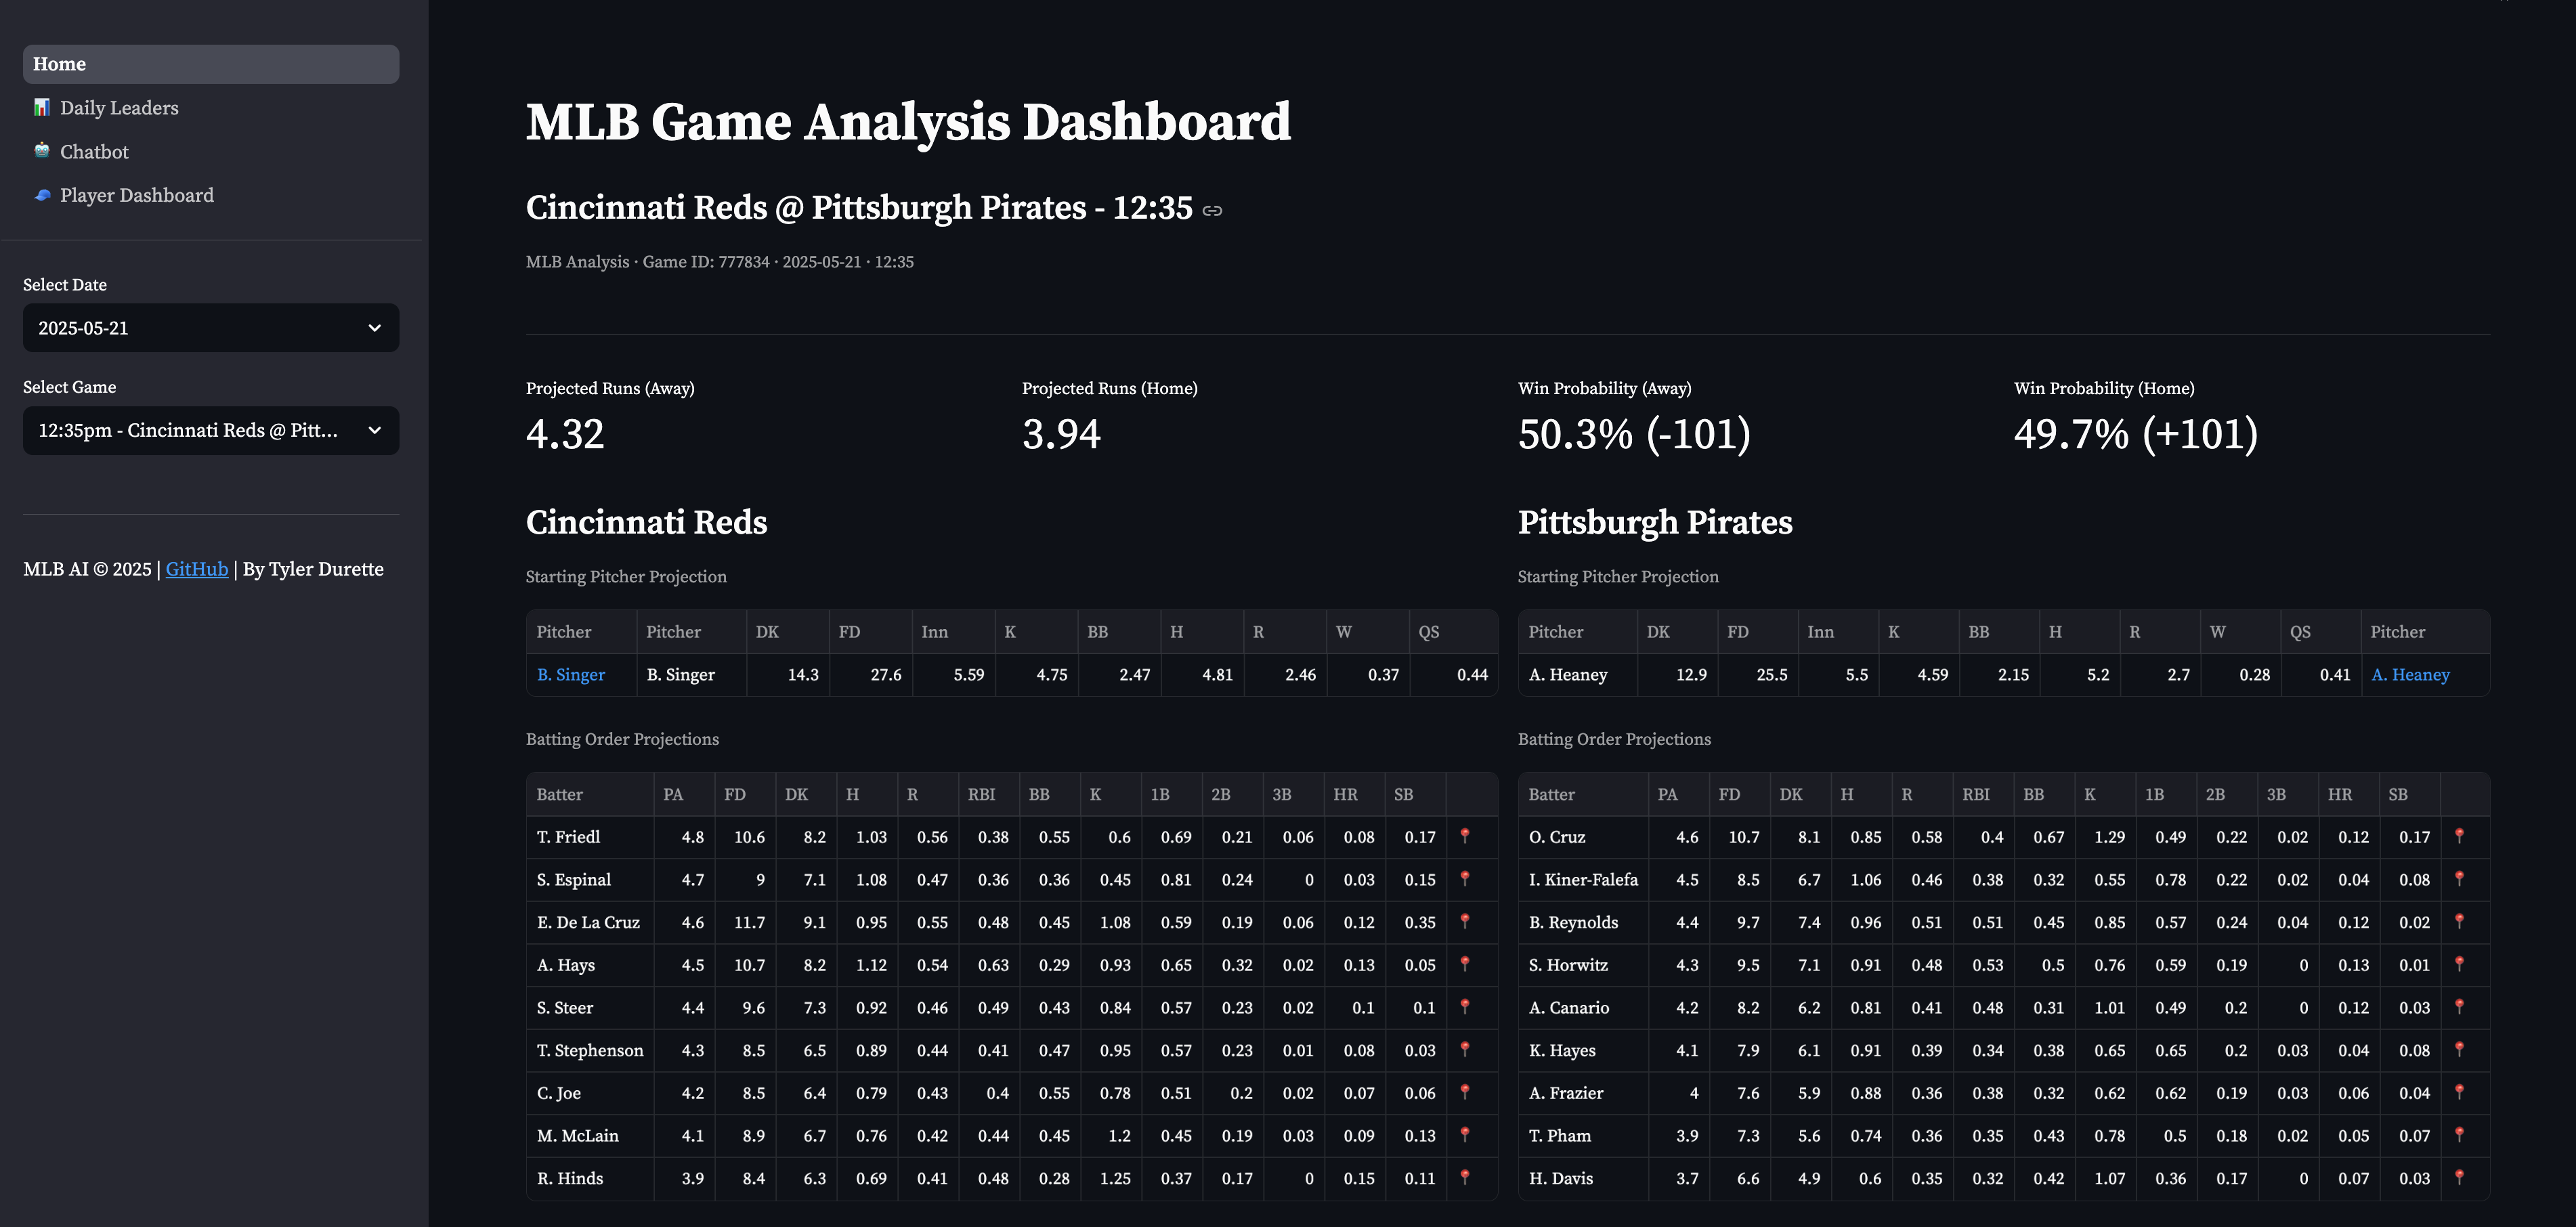 Home
Daily Leaders
Chatbot
Player Dashboard
Select Date
2025-05-21
Select Game
12:35pm - Cincinnati Reds @ Pitt...
MLB AI © 2025 | GitHub | By Tyler Durette
MLB Game Analysis Dashboard
Cincinnati Reds @ Pittsburgh Pirates - 12:35
MLB Analysis · Game ID: 777834 · 2025-05-21 · 12:35
Projected Runs (Away) Projected Runs (Home) Win Probability (Away) Win Probability (Home)
4.32 3.94 50.3% (-101) 49.7% (+101)
Cincinnati Reds
Starting Pitcher Projection
Pitcher Pitcher DK FD Inn K BB H R W QS
B. Singer B. Singer 14.3 27.6 5.59 4.75 2.47 4.81 2.46 0.37 0.44
Batting Order Projections
Batter PA FD DK H R RBI BB K 1B 2B 3B HR SB
T. Friedl 4.8 10.6 8.2 1.03 0.56 0.38 0.55 0.6 0.69 0.21 0.06 0.08 0.17
S. Espinal 4.7 9 7.1 1.08 0.47 0.36 0.36 0.45 0.81 0.24 0 0.03 0.15
E. De La Cruz 4.6 11.7 9.1 0.95 0.55 0.48 0.45 1.08 0.59 0.19 0.06 0.12 0.35
A. Hays 4.5 10.7 8.2 1.12 0.54 0.63 0.29 0.93 0.65 0.32 0.02 0.13 0.05
S. Steer 4.4 9.6 7.3 0.92 0.46 0.49 0.43 0.84 0.57 0.23 0.02 0.1 0.1
T. Stephenson 4.3 8.5 6.5 0.89 0.44 0.41 0.47 0.95 0.57 0.23 0.01 0.08 0.03
C. Joe 4.2 8.5 6.4 0.79 0.43 0.4 0.55 0.78 0.51 0.2 0.02 0.07 0.06
M. McLain 4.1 8.9 6.7 0.76 0.42 0.44 0.45 1.2 0.45 0.19 0.03 0.09 0.13
R. Hinds 3.9 8.4 6.3 0.69 0.41 0.48 0.28 1.25 0.37 0.17 0 0.15 0.11
Pittsburgh Pirates
Starting Pitcher Projection
Pitcher DK FD Inn K BB H R W QS Pitcher
A. Heaney 12.9 25.5 5.5 4.59 2.15 5.2 2.7 0.28 0.41 A. Heaney
Batting Order Projections
Batter PA FD DK H R RBI BB K 1B 2B 3B HR SB
O. Cruz 4.6 10.7 8.1 0.85 0.58 0.4 0.67 1.29 0.49 0.22 0.02 0.12 0.17
I. Kiner-Falefa 4.5 8.5 6.7 1.06 0.46 0.38 0.32 0.55 0.78 0.22 0.02 0.04 0.08
B. Reynolds 4.4 9.7 7.4 0.96 0.51 0.51 0.45 0.85 0.57 0.24 0.04 0.12 0.02
S. Horwitz 4.3 9.5 7.1 0.91 0.48 0.53 0.5 0.76 0.59 0.19 0 0.13 0.01
A. Canario 4.2 8.2 6.2 0.81 0.41 0.48 0.31 1.01 0.49 0.2 0 0.12 0.03
K. Hayes 4.1 7.9 6.1 0.91 0.39 0.34 0.38 0.65 0.65 0.2 0.03 0.04 0.08
A. Frazier 4 7.6 5.9 0.88 0.36 0.38 0.32 0.62 0.62 0.19 0.03 0.06 0.04
T. Pham 3.9 7.3 5.6 0.74 0.36 0.35 0.43 0.78 0.5 0.18 0.02 0.05 0.07
H. Davis 3.7 6.6 4.9 0.6 0.35 0.32 0.42 1.07 0.36 0.17 0 0.07 0.03